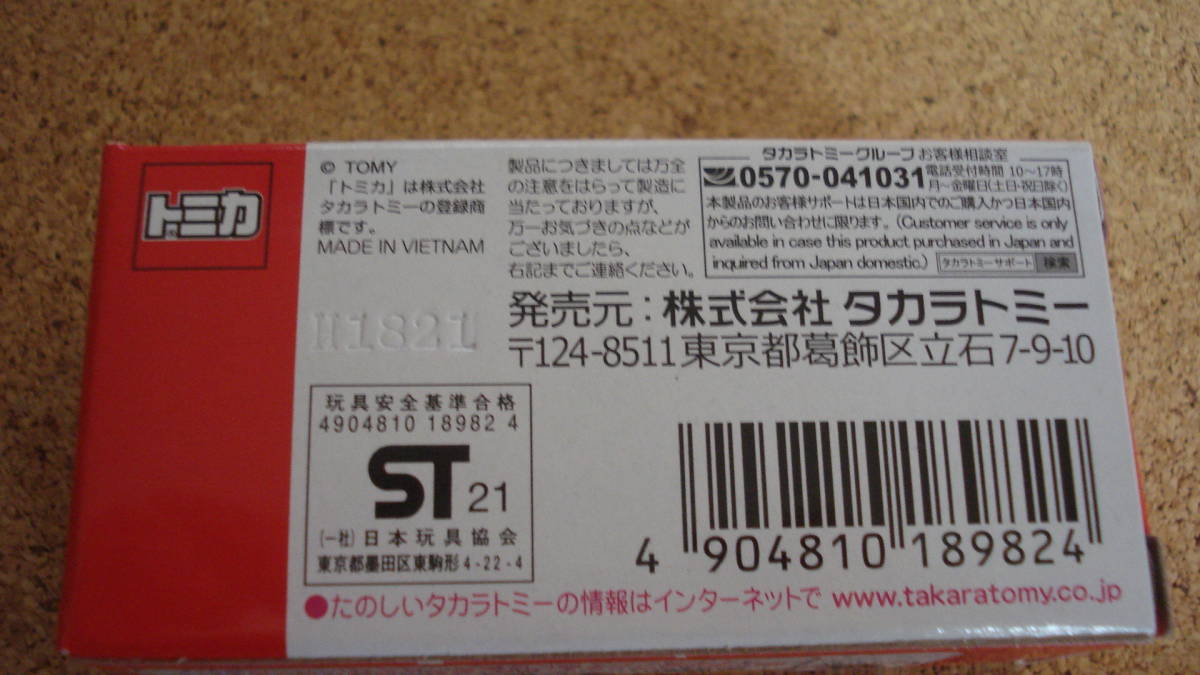 トミカ
© TOMY
「トミカ」は株式会社
タカラトミーの登録商
標です。
MADE IN VIETNAM
H1821
製品につきましては万全
の注意をはらって製造に
当たっておりますが、
万一お気づきの点などが
ございましたら、
右記までご連絡ください。
タカラトミーグループ お客様相談室
0570-041031 電話受付時間 10〜17時
月〜金曜日(土日・祝日除く)
本製品のお客様サポートは日本国内でのご購入かつ日本国内
からのお問い合わせに限ります。(Customer service is only
available in case this product purchased in Japan and
inquired from Japan domestic.) タカラトミーサポート 検索
発売元:株式会社 タカラトミー
〒124-8511 東京都葛飾区立石7-9-10
玩具安全基準合格
4904810 18982 4
ST 21
(一社)日本玩具協会
東京都墨田区東駒形4-22-4
4 904810 189824
●たのしいタカラトミーの情報はインターネットで www.takaratomy.co.jp